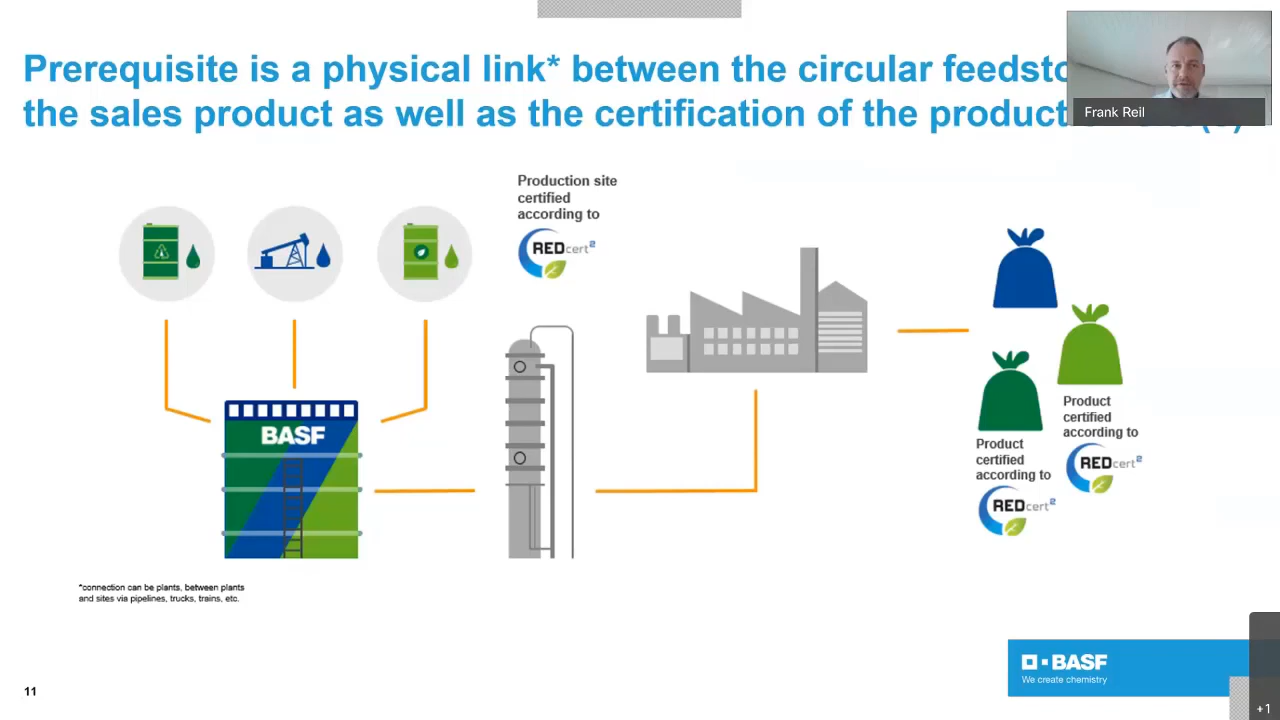 Prerequisite is a physical link* between the circular
the sales product as well as the certification of the
Frank Reil
Production site
certified
according to
REDcert²
BASF
Product
certified
according to
REDcert²
Product
certified
according to
REDcert²
*connection can be plants, between plants
and sites via pipelines, trucks, trains, etc.
BASF
We create chemistry
11
+1